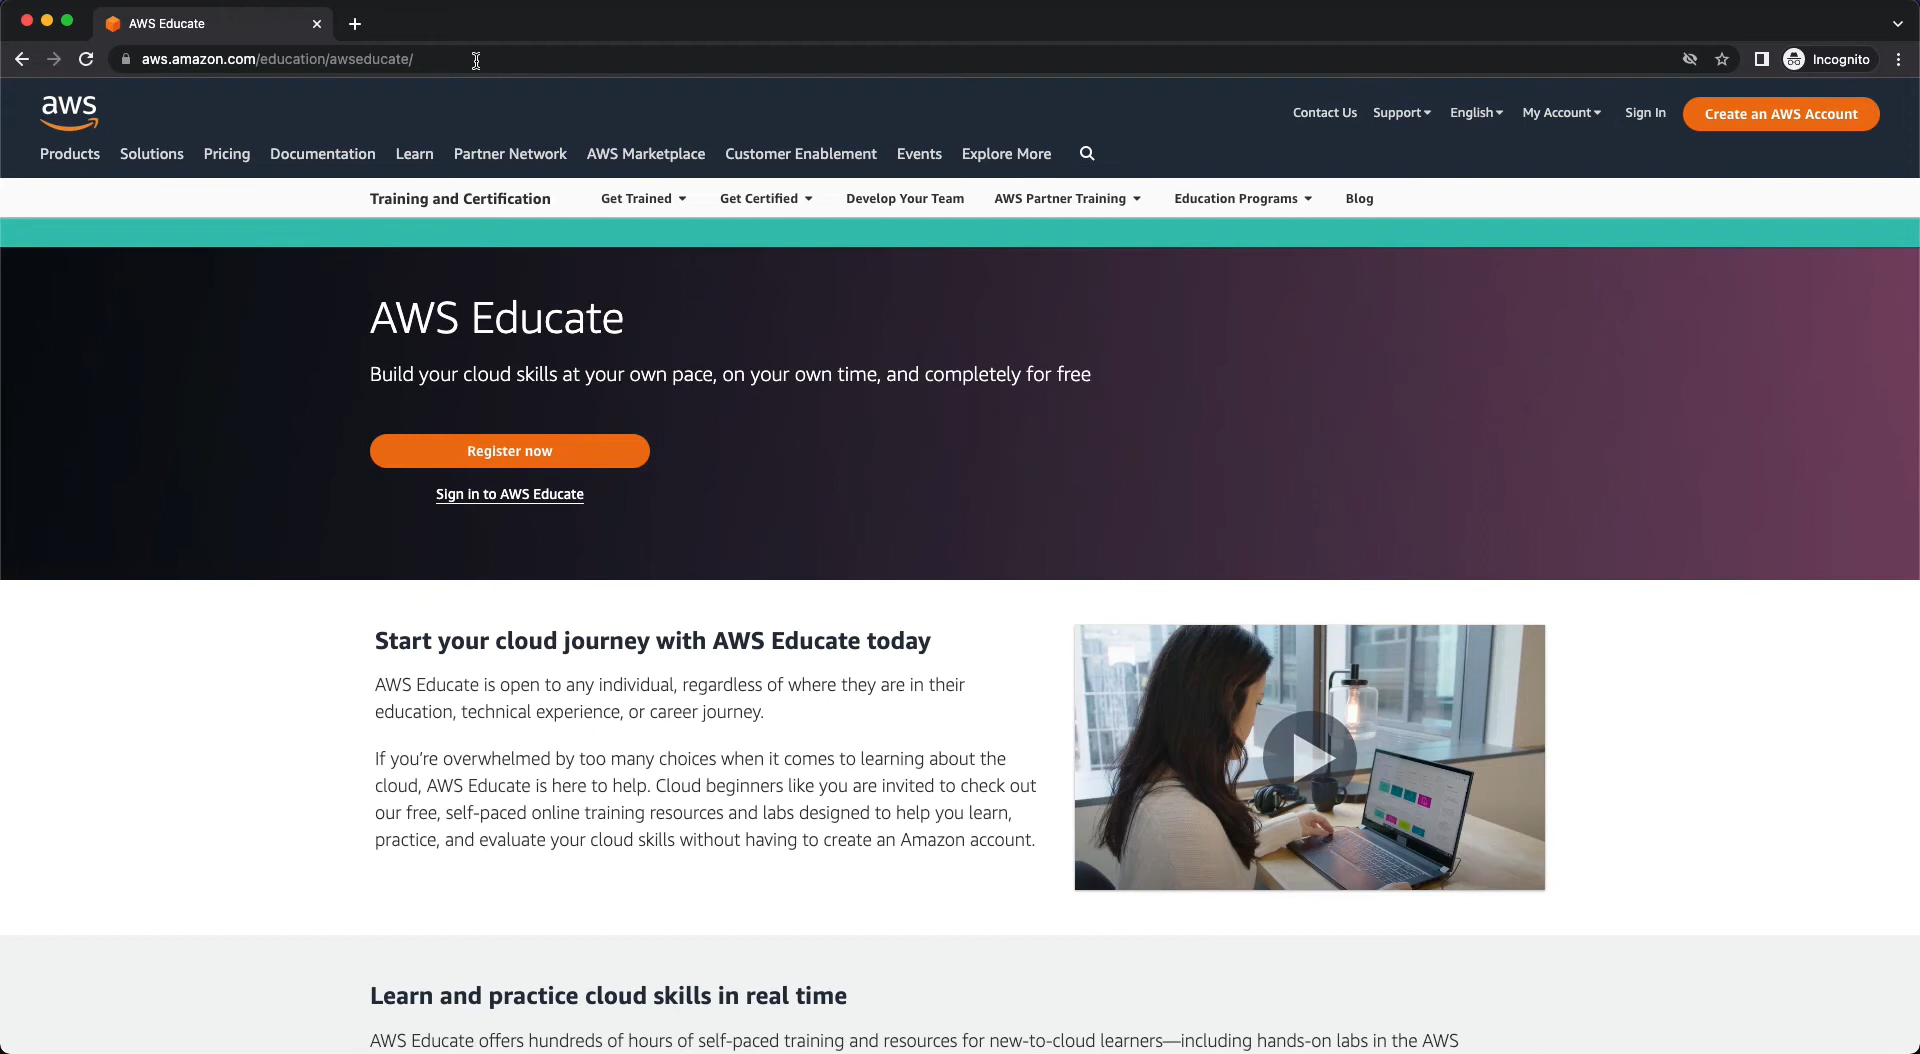 AWS Educate
aws.amazon.com/education/awseducate/
Incognito
aws
Contact Us
Support
English
My Account
Sign In
Create an AWS Account
Products
Solutions
Pricing
Documentation
Learn
Partner Network
AWS Marketplace
Customer Enablement
Events
Explore More
Training and Certification
Get Trained
Get Certified
Develop Your Team
AWS Partner Training
Education Programs
Blog
AWS Educate
Build your cloud skills at your own pace, on your own time, and completely for free
Register now
Sign in to AWS Educate
Start your cloud journey with AWS Educate today
AWS Educate is open to any individual, regardless of where they are in their
education, technical experience, or career journey.
If you're overwhelmed by too many choices when it comes to learning about the
cloud, AWS Educate is here to help. Cloud beginners like you are invited to check out
our free, self-paced online training resources and labs designed to help you learn,
practice, and evaluate your cloud skills without having to create an Amazon account.
Learn and practice cloud skills in real time
AWS Educate offers hundreds of hours of self-paced training and resources for new-to-cloud learners—including hands-on labs in the AWS